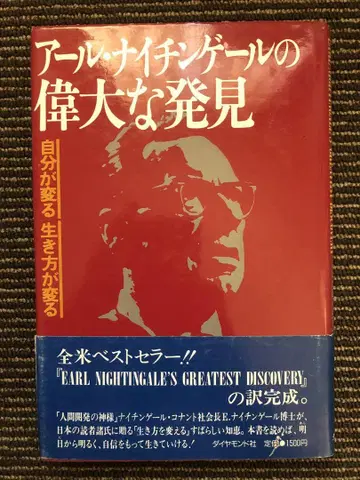 アール・ナイチンゲールの
偉大な発見
自分が変る 生き方が変る
全米ベストセラー!!
『EARL NIGHTINGALE'S GREATEST DISCOVERY』
の訳完成。
「人間開発の神様」ナイチンゲール・コナント社会長E.ナイチンゲール博士が、
日本の読者諸氏に贈る「生き方を変える」すばらしい知恵。本書を読めば、明
日から明るく、自信をもって生きていける!
ダイヤモンド社 定価1500円